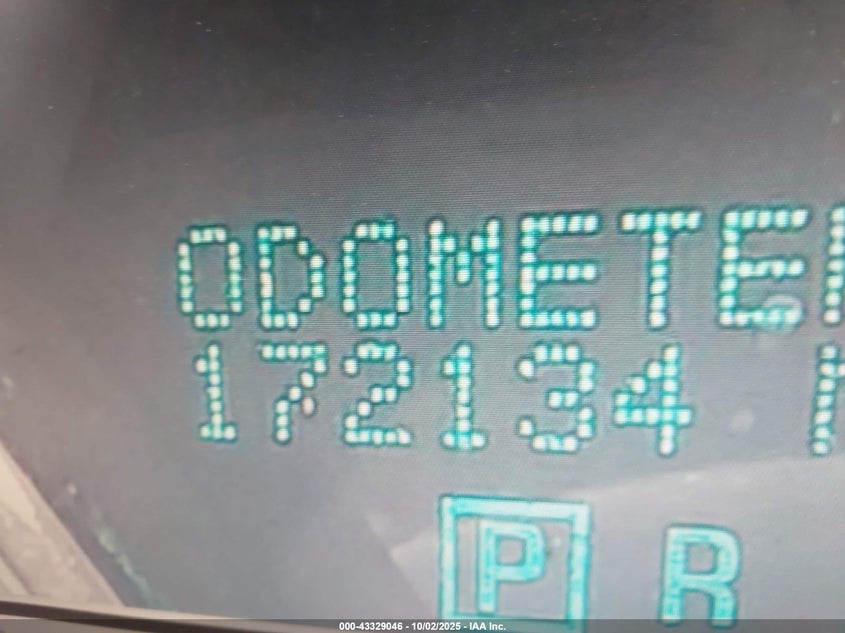 ODOMETE
172134
P R
000-43329046 - 10/02/2025 - IAA Inc.